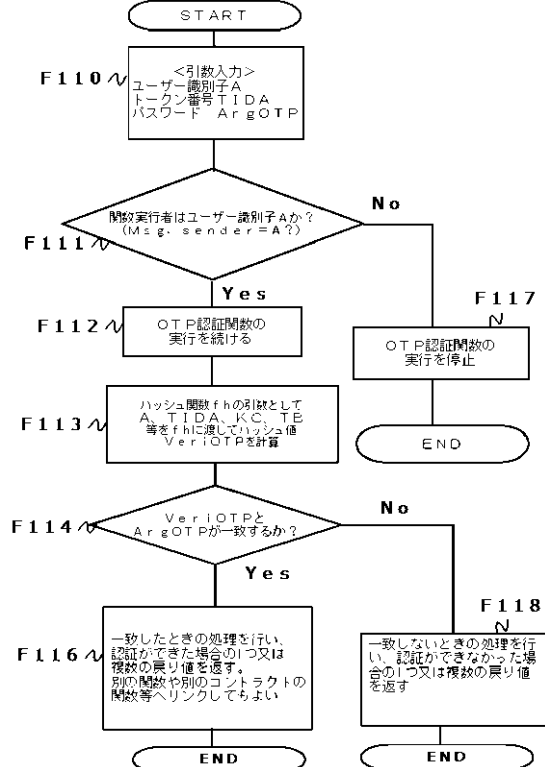 START
F110
<引数入力>
ユーザー識別子A
トークン番号TIDA
パスワード ArgOTP
関数実行者はユーザー識別子Aか?
(Msg.sender=A?)
F111
No
Yes
F112
OTP認証関数の
実行を続ける
F117
OTP認証関数の
実行を停止
END
F113
ハッシュ関数fhの引数として
A、TIDA、KC、TB
等をfhに渡してハッシュ値
VeriOTPを計算
F114
VeriOTPと
ArgOTPが一致するか?
No
Yes
F116
一致したときの処理を行い、
認証ができた場合の1つ又は
複数の戻り値を返す。
別の関数や別のコントラクトの
関数等へリンクしてもよい
END
F118
一致しないときの処理を行
い、認証ができなかった場
合の1つ又は複数の戻り値
を返す
END